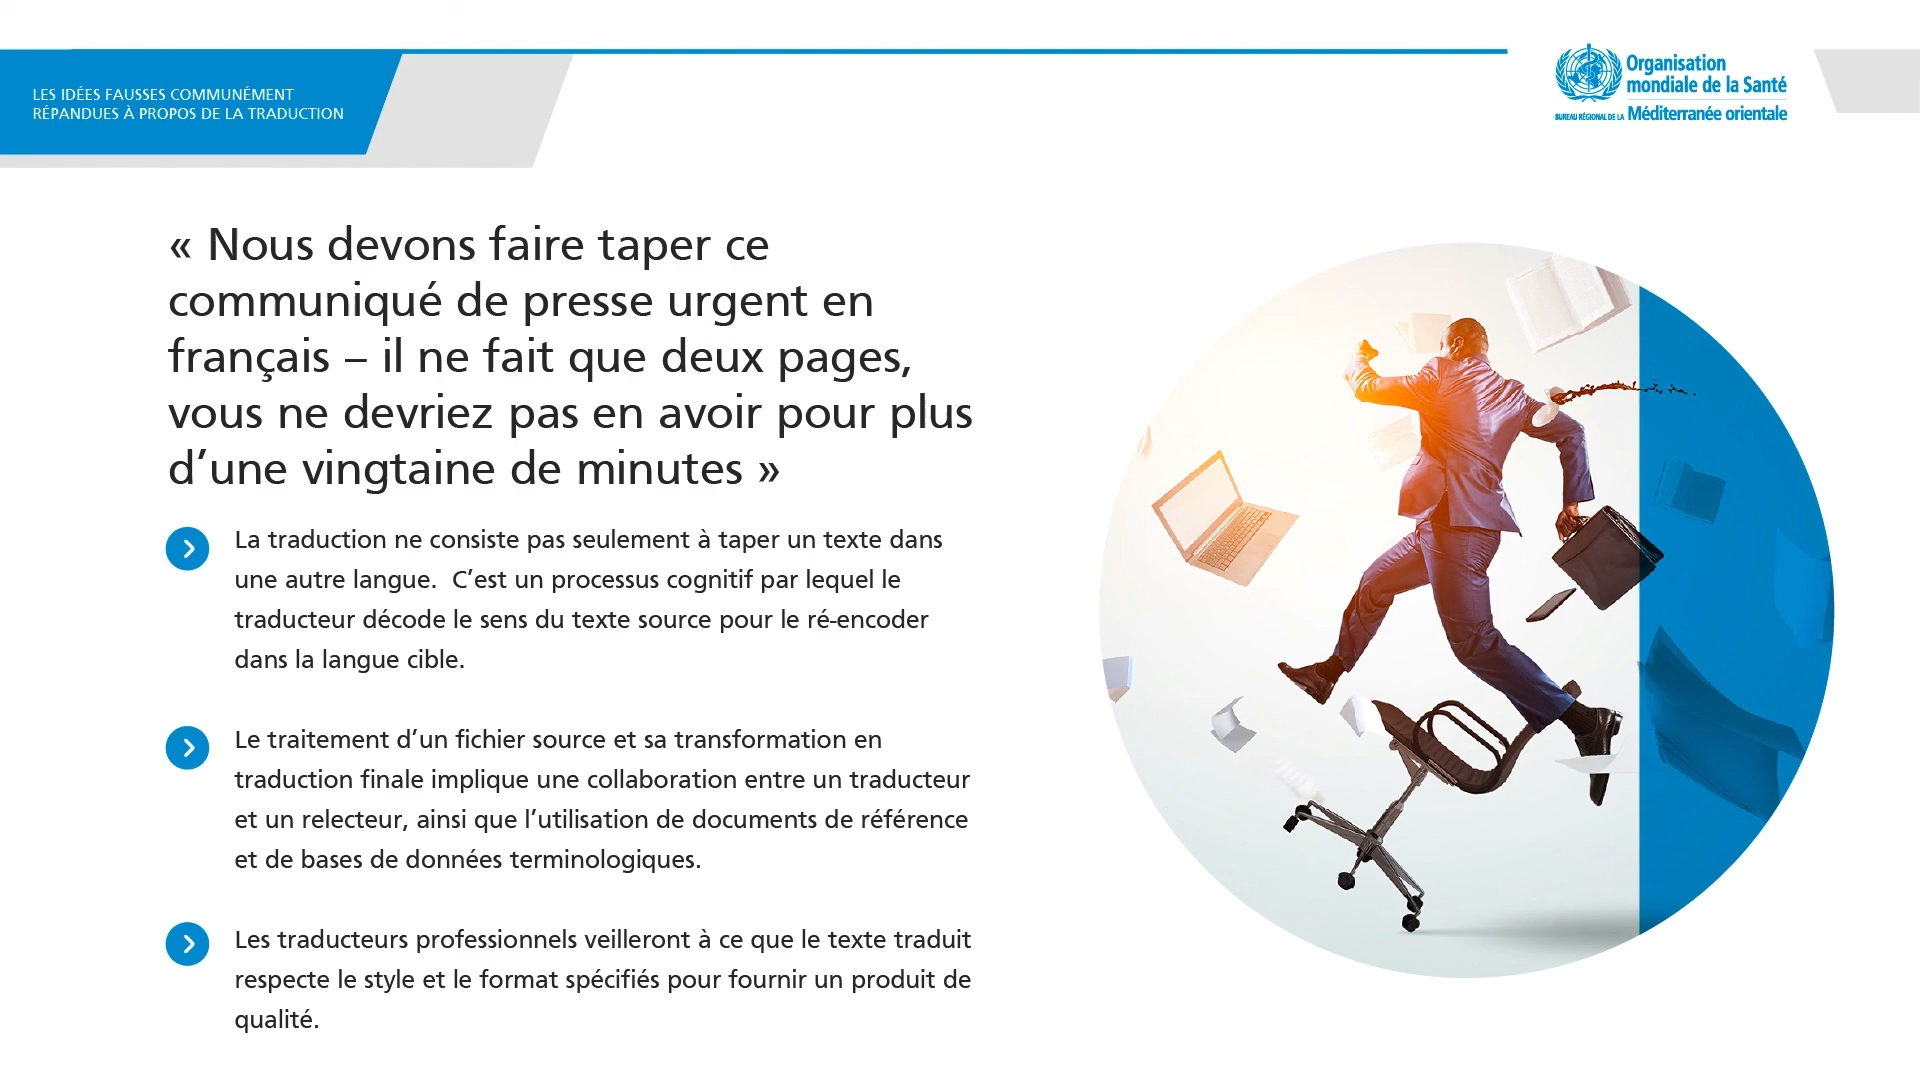 LES IDÉES FAUSSES COMMUNÉMENT
RÉPANDUES À PROPOS DE LA TRADUCTION
Organisation
mondiale de la Santé
BUREAU RÉGIONAL DE LA Méditerranée orientale
« Nous devons faire taper ce
communiqué de presse urgent en
français – il ne fait que deux pages,
vous ne devriez pas en avoir pour plus
d’une vingtaine de minutes »
La traduction ne consiste pas seulement à taper un texte dans
une autre langue.  C’est un processus cognitif par lequel le
traducteur décode le sens du texte source pour le ré-encoder
dans la langue cible.
Le traitement d’un fichier source et sa transformation en
traduction finale implique une collaboration entre un traducteur
et un relecteur, ainsi que l’utilisation de documents de référence
et de bases de données terminologiques.
Les traducteurs professionnels veilleront à ce que le texte traduit
respecte le style et le format spécifiés pour fournir un produit de
qualité.